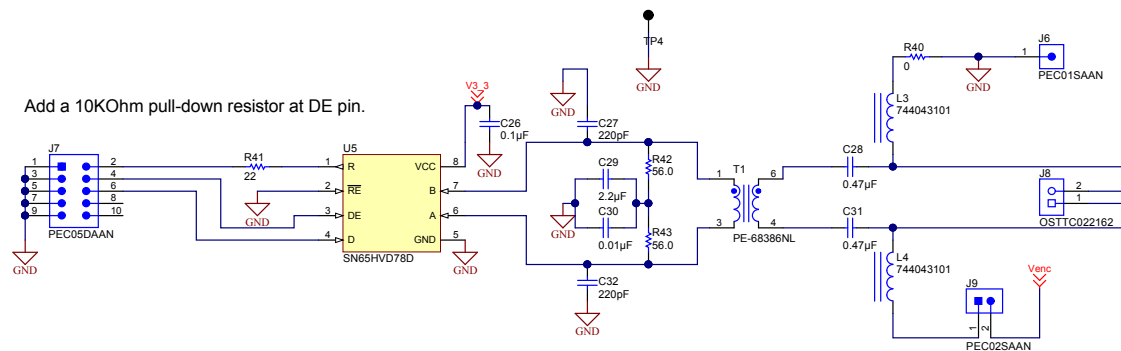 Add a 10KOhm pull-down resistor at DE pin.
J7
1
2
3
4
5
6
7
8
9
10
PEC05DAAN
GND
R41
22
GND
U5
1
R
VCC
8
2
RE
B
7
3
DE
A
6
4
D
GND
5
SN65HVD78D
GND
V3_3
C26
0.1µF
GND
GND
C27
220pF
TP4
GND
C29
2.2µF
C30
0.01µF
GND
R42
56.0
R43
56.0
C32
220pF
GND
T1
1
6
3
4
PE-68386NL
C28
0.47µF
C31
0.47µF
R40
0
L3
744043101
GND
J6
1
PEC01SAAN
J8
2
1
OSTTC022162
L4
744043101
J9
1
2
PEC02SAAN
Venc